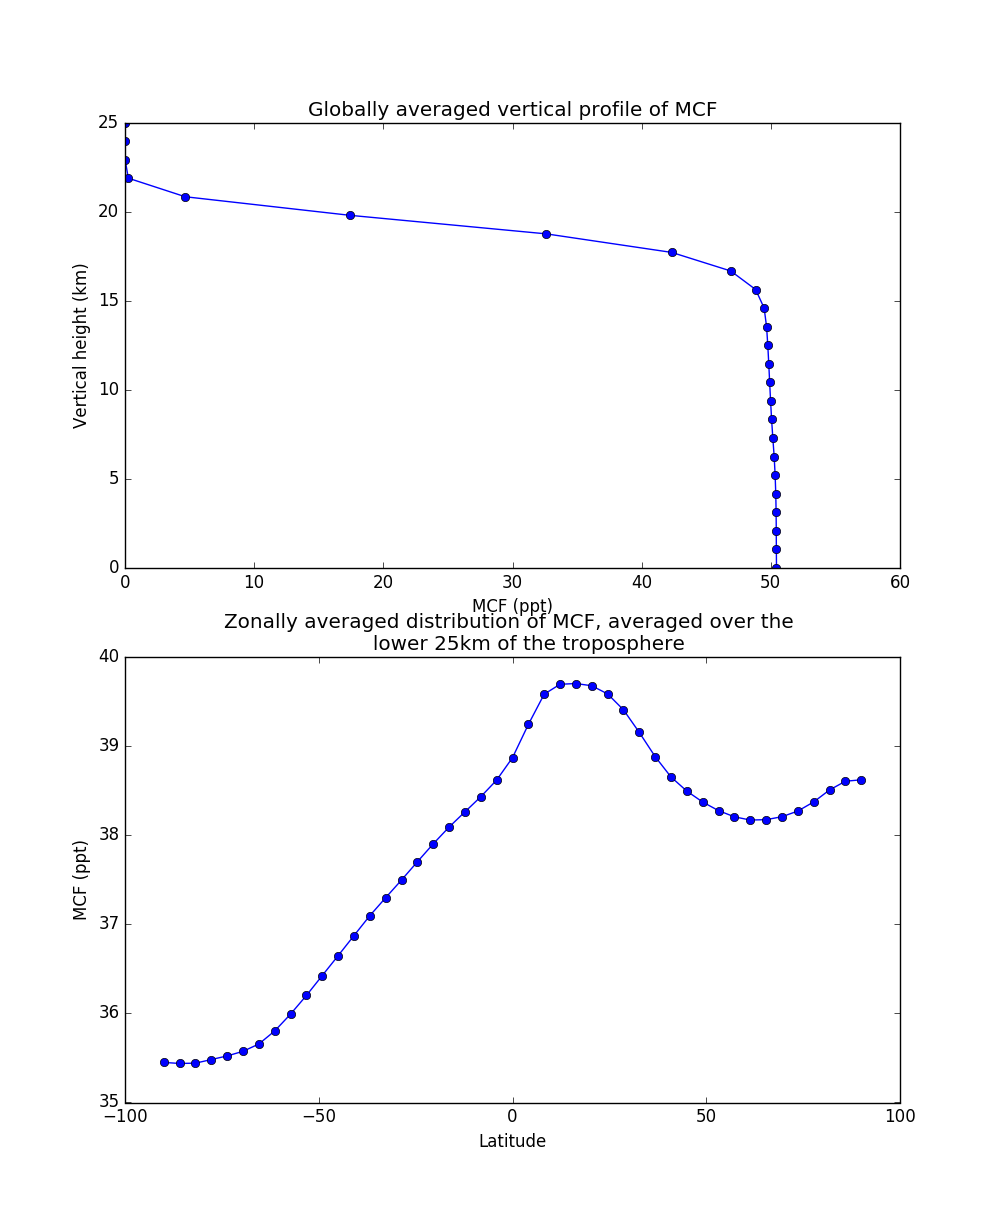 Globally averaged vertical profile of MCF
25
20
15
10
5
0
Vertical height (km)
0 10 20 30 40 50 60
MCF (ppt)
Zonally averaged distribution of MCF, averaged over the
lower 25km of the troposphere
40
39
38
37
36
35
MCF (ppt)
−100 −50 0 50 100
Latitude